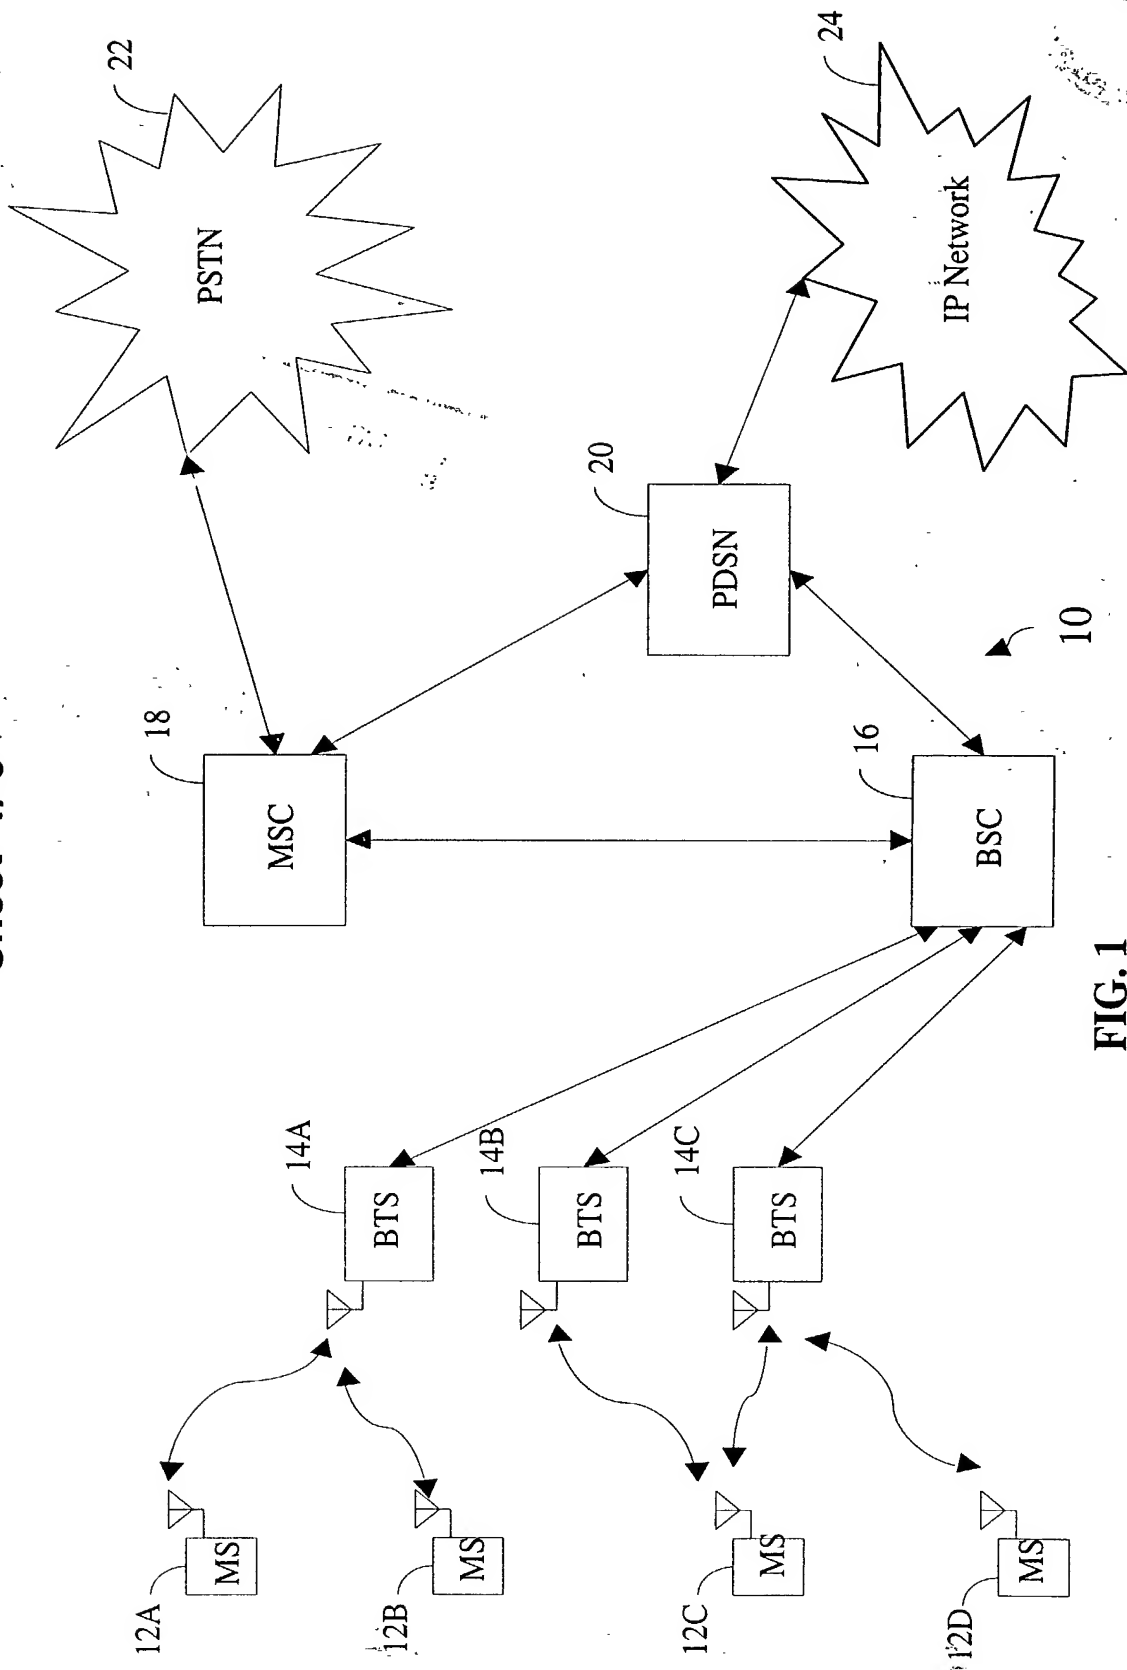 22
24
PSTN
IP Network
18
20
MSC
PDSN
16
BSC
10
14A
14B
14C
BTS
BTS
BTS
12A
12B
12C
12D
MS
MS
MS
MS
FIG. 1